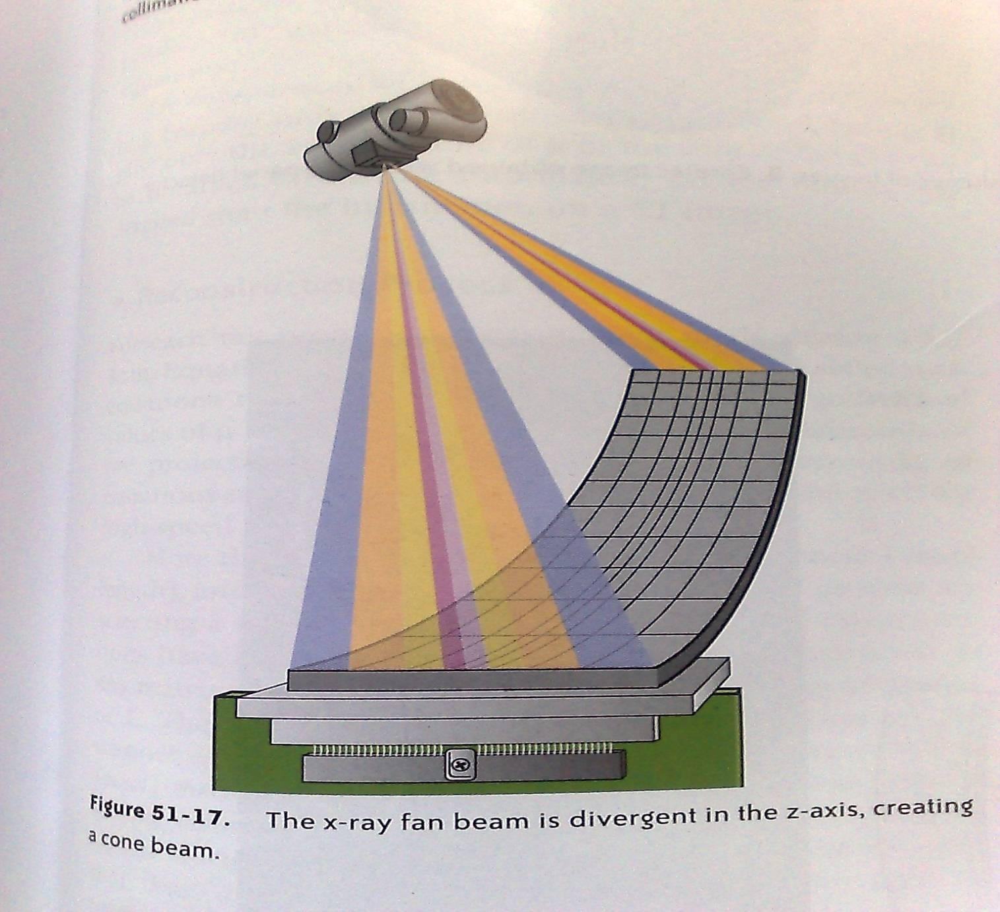 Figure 51-17. The x-ray fan beam is divergent in the z-axis, creating
a cone beam.